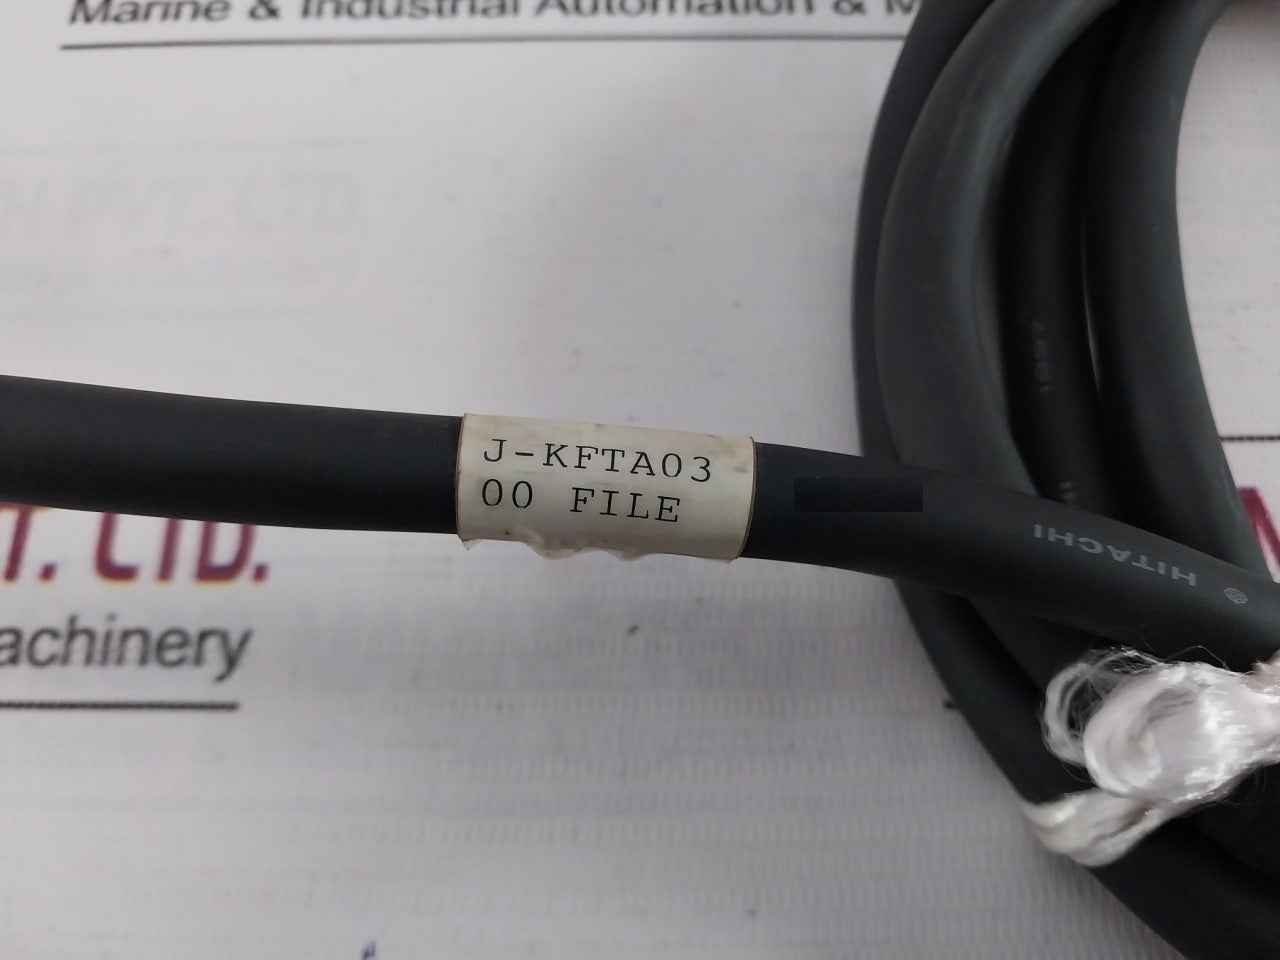 Marine & Industrial Automation & M
J-KFTA03
00 FILE
HITACHI
T. LTD.
achinery